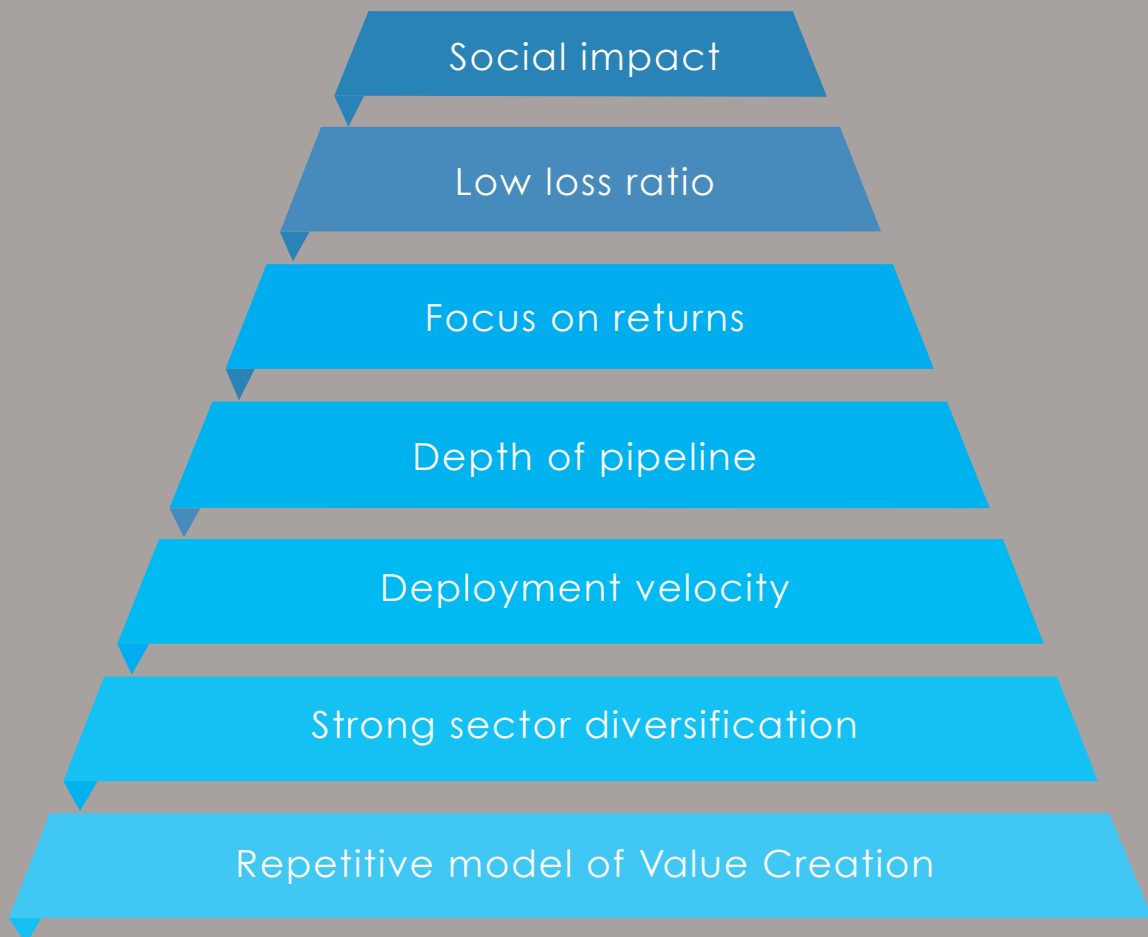 Social impact
Low loss ratio
Focus on returns
Depth of pipeline
Deployment velocity
Strong sector diversification
Repetitive model of Value Creation